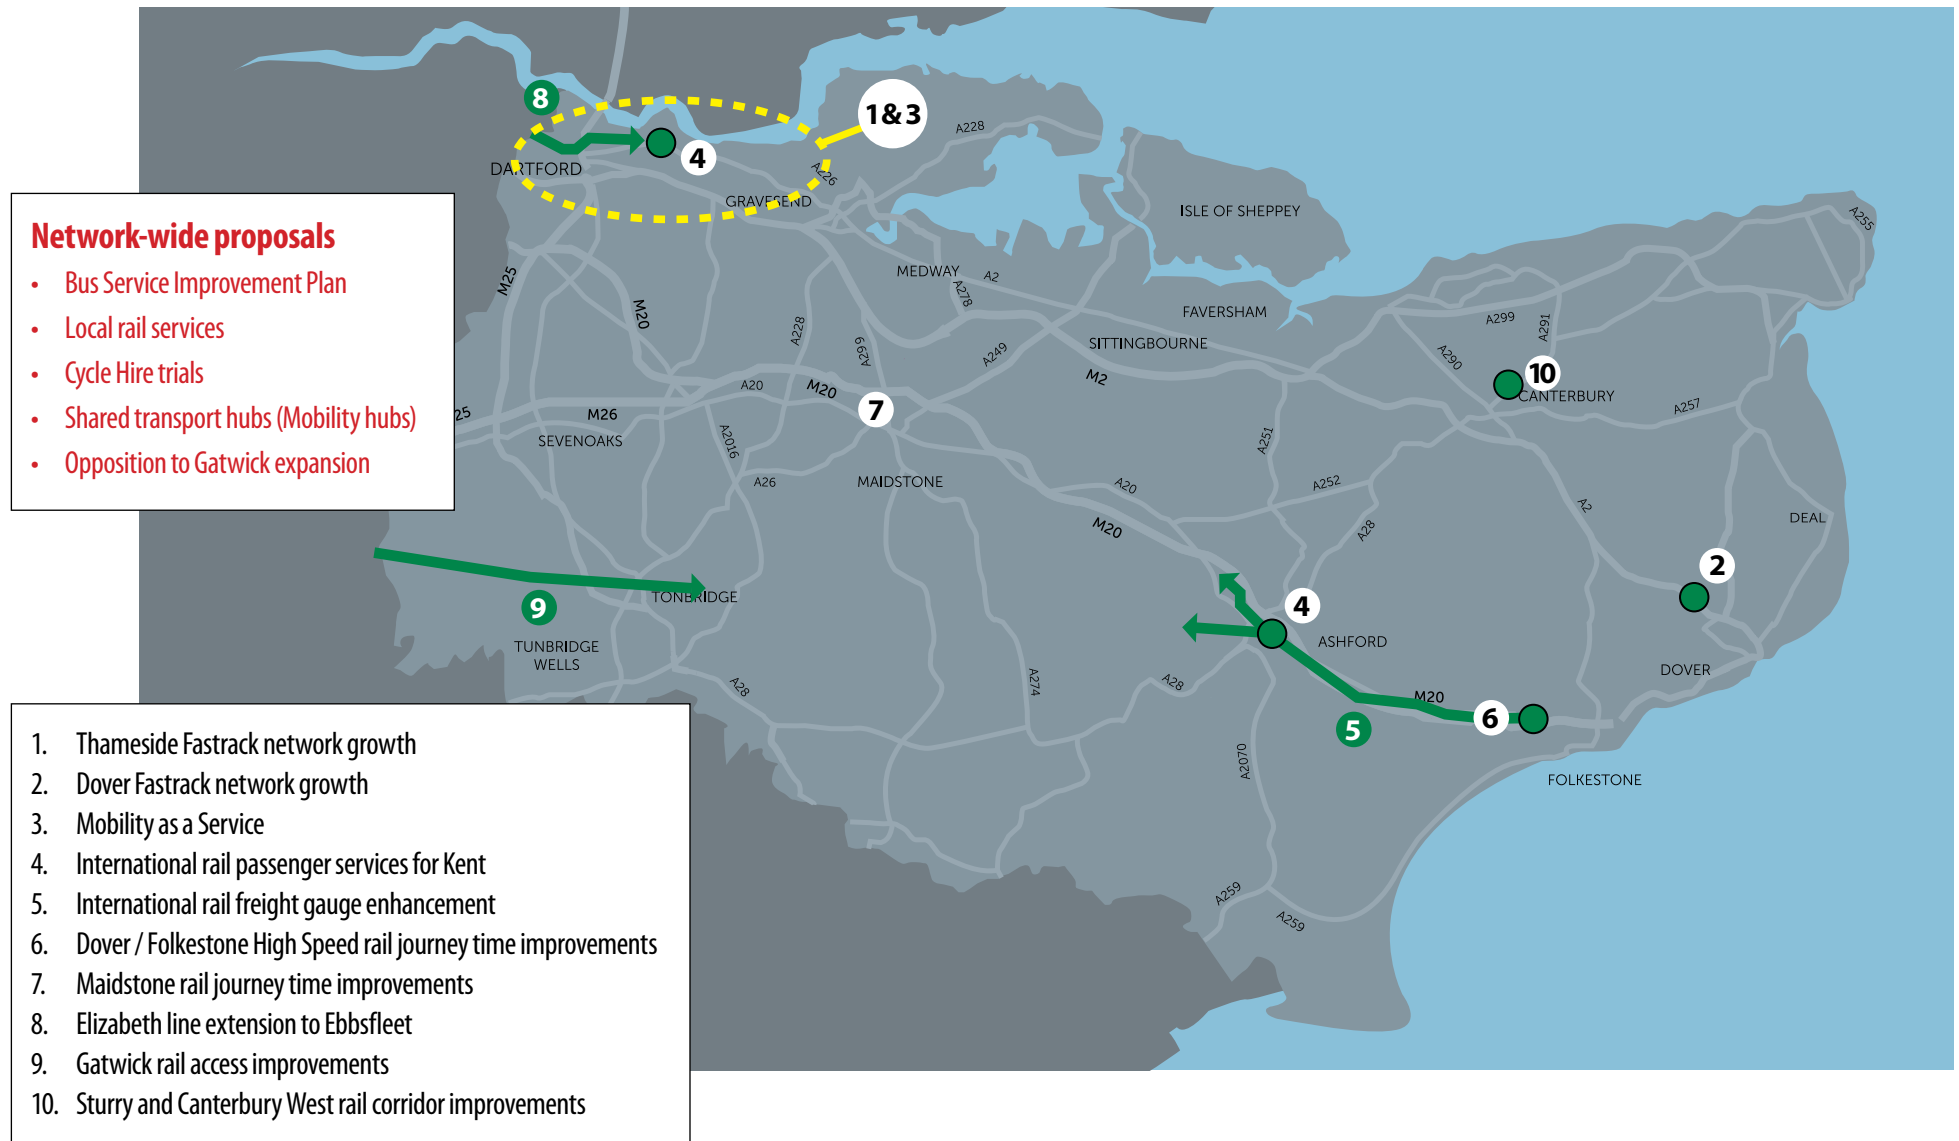 8
1 & 3
A228
4
DARTFORD
A226
GRAVESEND
ISLE OF SHEPPEY
A255
Network-wide proposals
• Bus Service Improvement Plan
• Local rail services
• Cycle Hire trials
• Shared transport hubs (Mobility hubs)
• Opposition to Gatwick expansion
M25
MEDWAY
A2
A278
M20
FAVERSHAM
A299
A291
A228
A299
A249
SITTINGBOURNE
A290
M2
10
CANTERBURY
A20
M20
7
A257
25
M26
SEVENOAKS
A2016
A251
A26
MAIDSTONE
A20
A252
A2
M20
A28
DEAL
2
9
TONBRIDGE
4
TUNBRIDGE
WELLS
ASHFORD
DOVER
A28
A274
A28
M20
6
5
A2070
FOLKESTONE
A259
A259
1. Thameside Fastrack network growth
2. Dover Fastrack network growth
3. Mobility as a Service
4. International rail passenger services for Kent
5. International rail freight gauge enhancement
6. Dover / Folkestone High Speed rail journey time improvements
7. Maidstone rail journey time improvements
8. Elizabeth line extension to Ebbsfleet
9. Gatwick rail access improvements
10. Sturry and Canterbury West rail corridor improvements